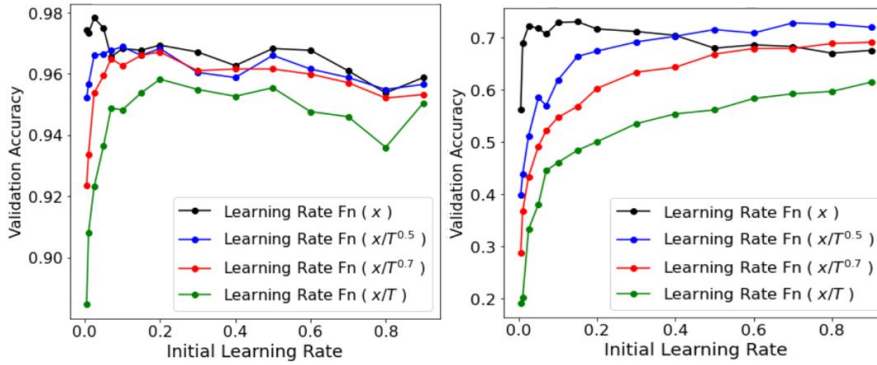 0.98
0.96
0.94
0.92
0.90
Validation Accuracy
Learning Rate Fn ( x )
Learning Rate Fn ( x/T^0.5 )
Learning Rate Fn ( x/T^0.7 )
Learning Rate Fn ( x/T )
0.0 0.2 0.4 0.6 0.8
Initial Learning Rate
0.7
0.6
0.5
0.4
0.3
0.2
Validation Accuracy
Learning Rate Fn ( x )
Learning Rate Fn ( x/T^0.5 )
Learning Rate Fn ( x/T^0.7 )
Learning Rate Fn ( x/T )
0.0 0.2 0.4 0.6 0.8
Initial Learning Rate